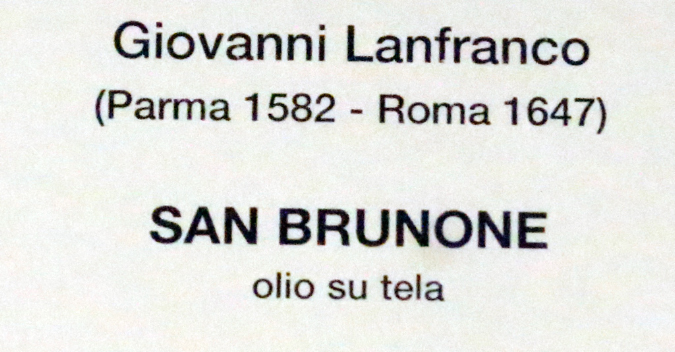 Giovanni Lanfranco
(Parma 1582 - Roma 1647)
SAN BRUNONE
olio su tela